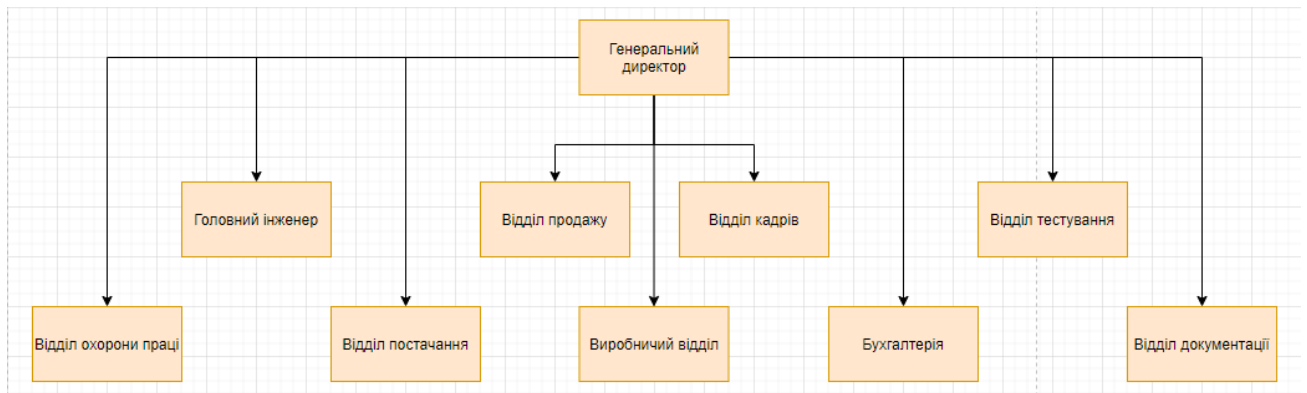 Генеральний
директор
Головний інженер
Відділ продажу
Відділ кадрів
Відділ тестування
Відділ охорони праці
Відділ постачання
Виробничий відділ
Бухгалтерія
Відділ документації